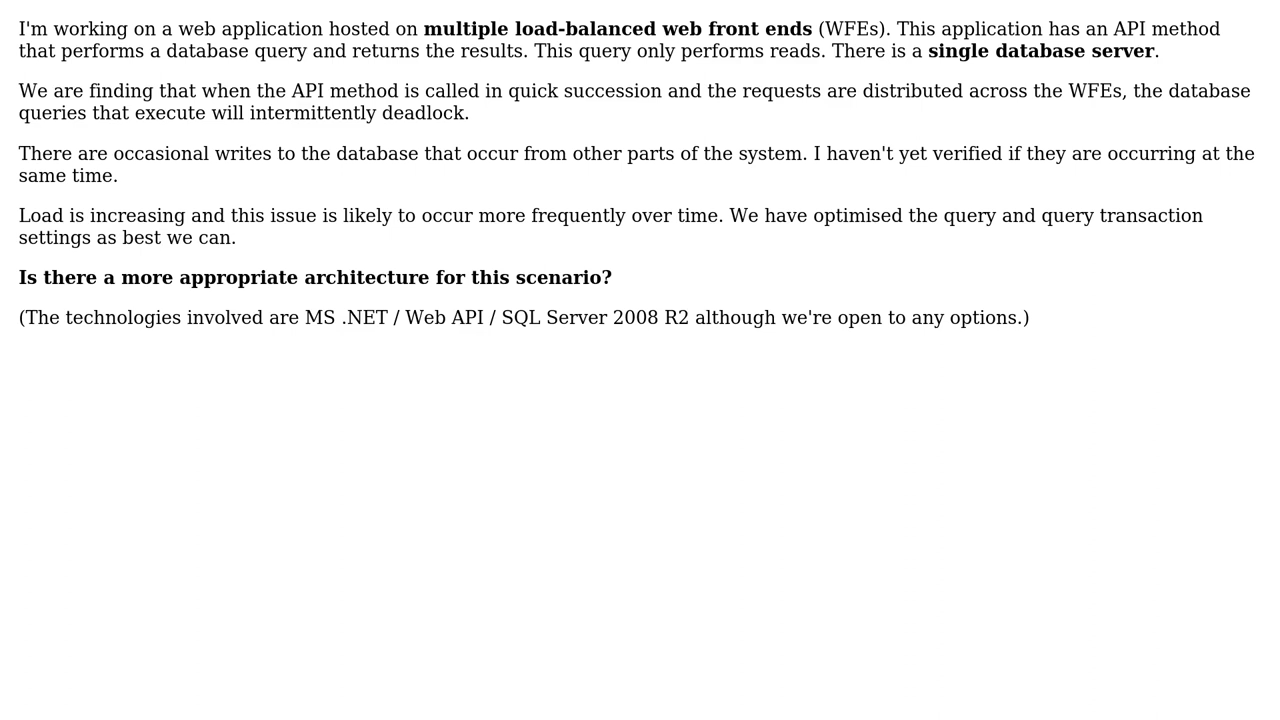 I'm working on a web application hosted on multiple load-balanced web front ends (WFEs). This application has an API method
that performs a database query and returns the results. This query only performs reads. There is a single database server.
We are finding that when the API method is called in quick succession and the requests are distributed across the WFEs, the database
queries that execute will intermittently deadlock.
There are occasional writes to the database that occur from other parts of the system. I haven't yet verified if they are occurring at the
same time.
Load is increasing and this issue is likely to occur more frequently over time. We have optimised the query and query transaction
settings as best we can.
Is there a more appropriate architecture for this scenario?
(The technologies involved are MS .NET / Web API / SQL Server 2008 R2 although we're open to any options.)